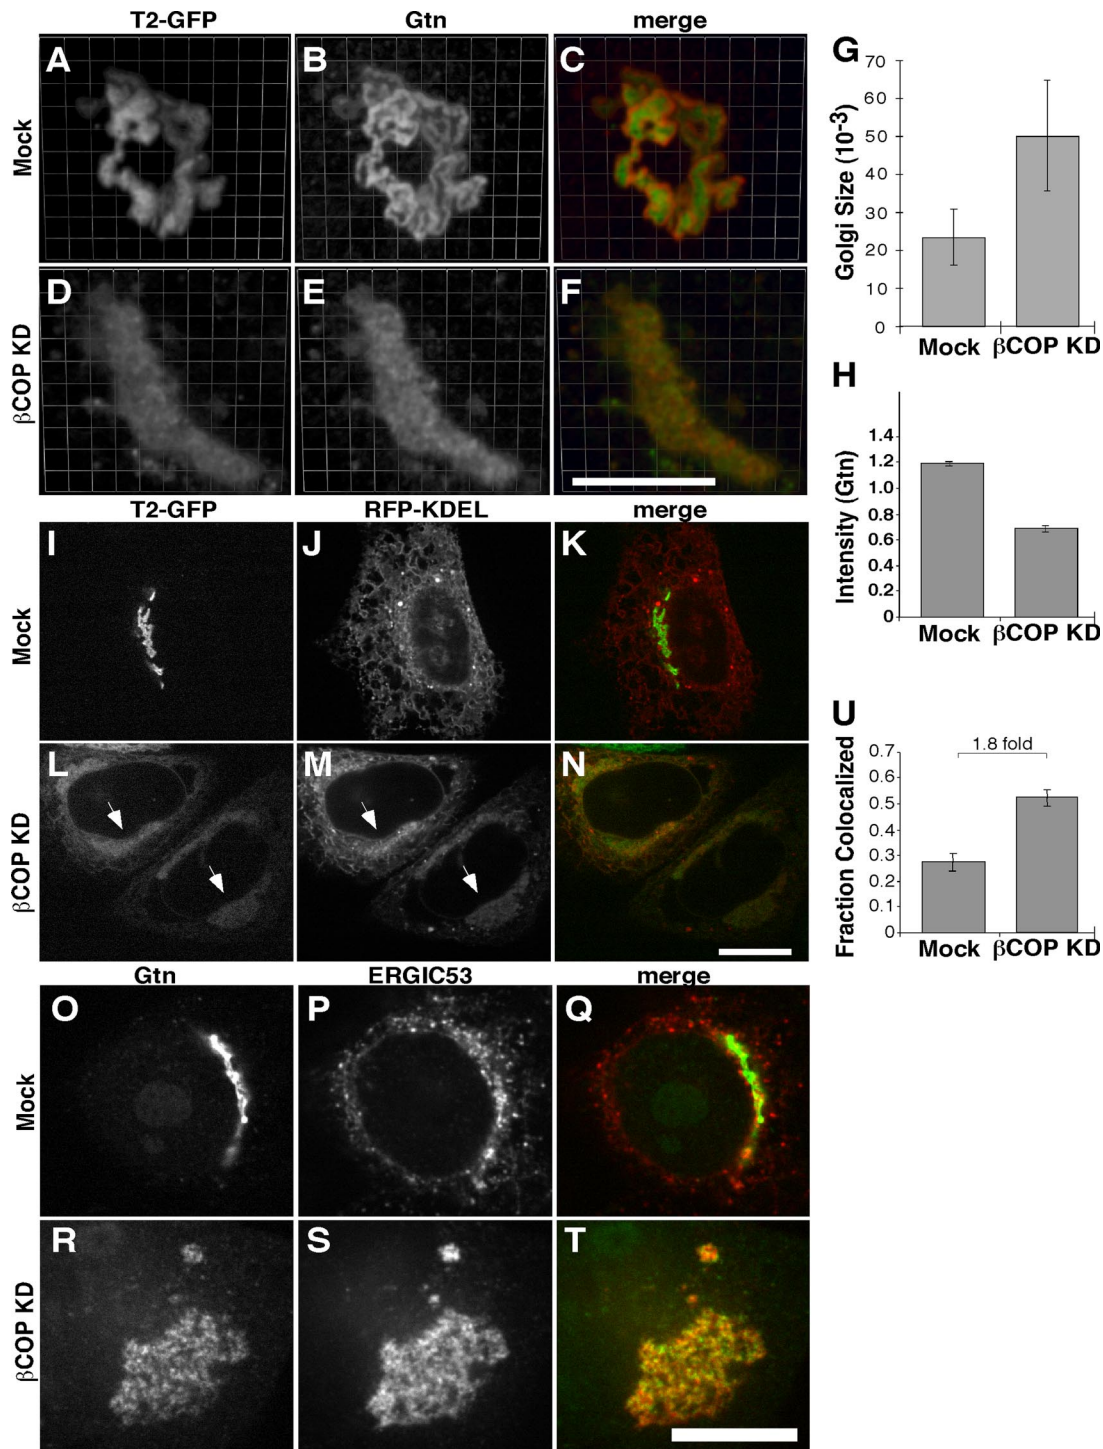 T2-GFP Gtn merge
Mock
A B C
βCOP KD
D E F
G
Golgi Size (10-3)
70
60
50
40
30
20
10
0
Mock βCOP KD
H
Intensity (Gtn)
1.4
1.2
1.0
0.8
0.6
0.4
0.2
0
Mock βCOP KD
T2-GFP RFP-KDEL merge
Mock
I J K
βCOP KD
L M N
U
Fraction Colocalized
0.7
0.6
0.5
0.4
0.3
0.2
0.1
0
1.8 fold
Mock βCOP KD
Gtn ERGIC53 merge
Mock
O P Q
βCOP KD
R S T